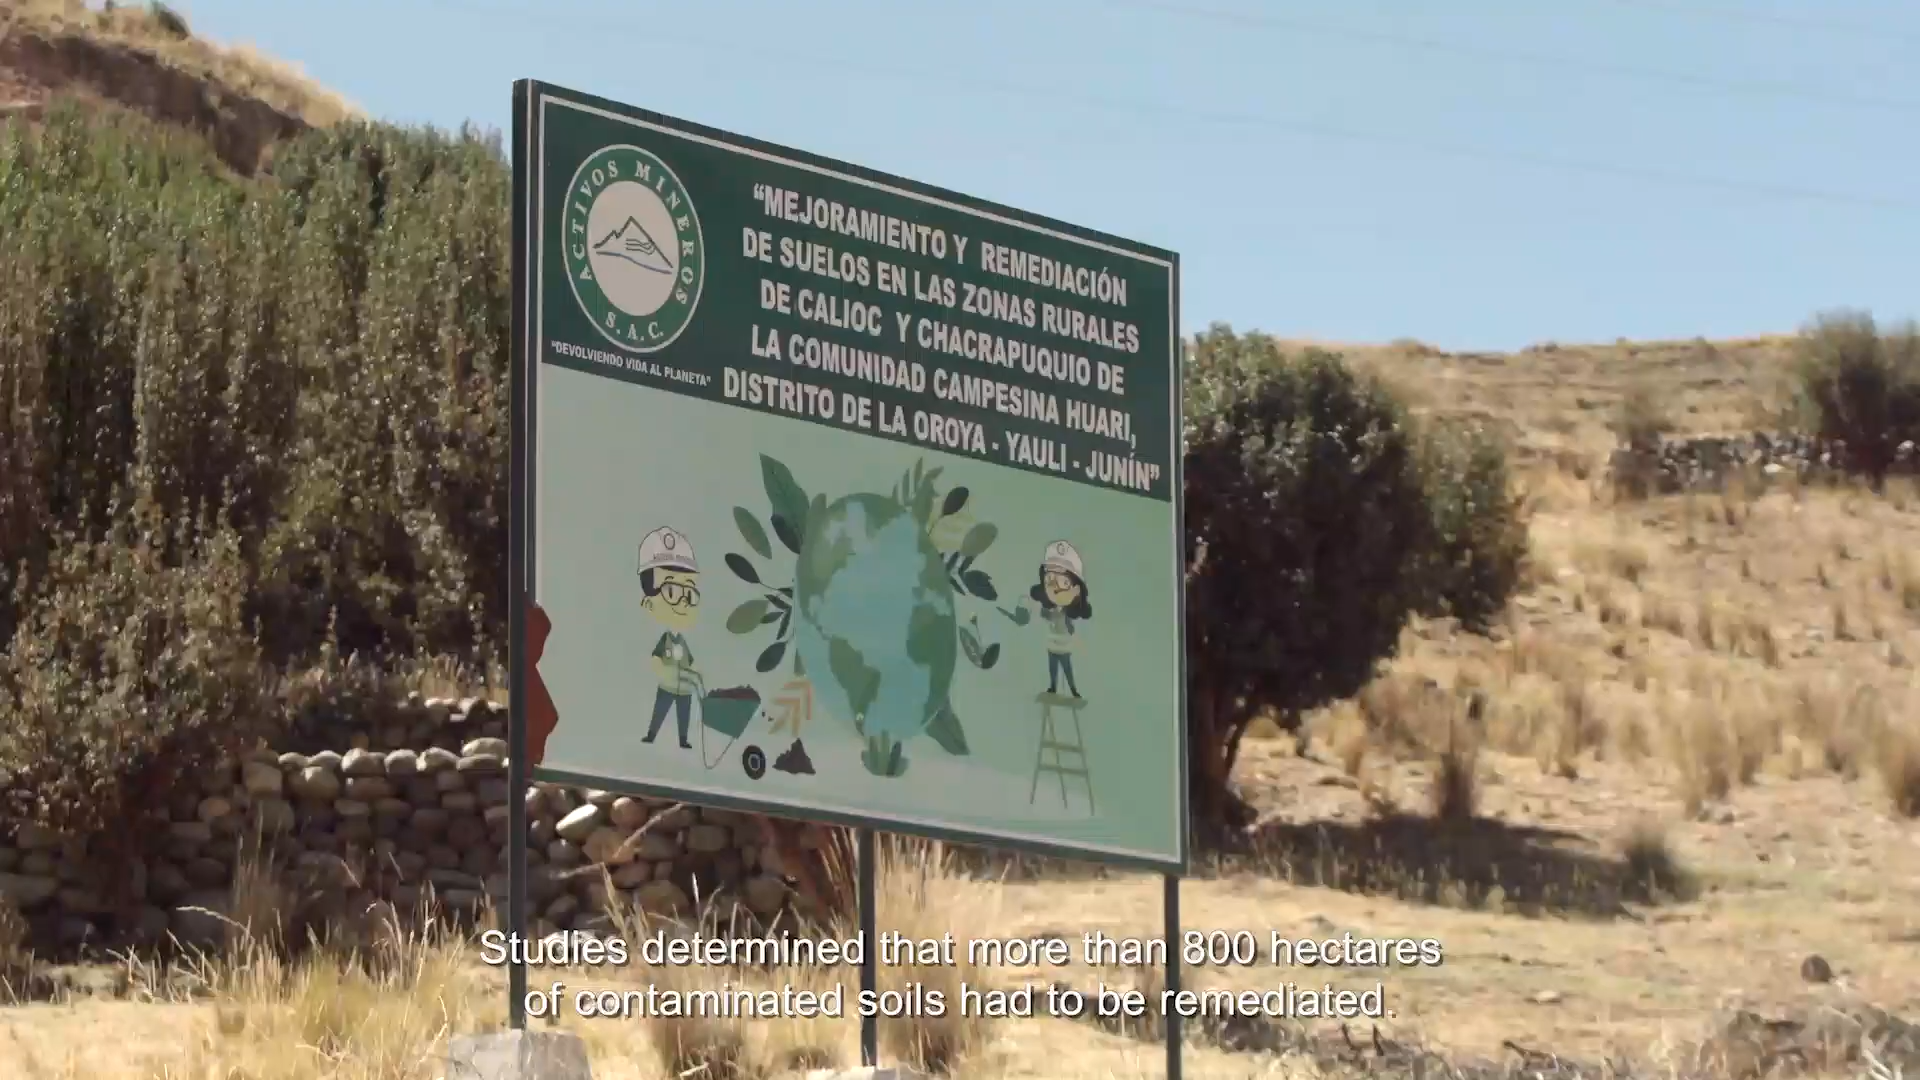 ACTIVOS MINEROS
S.A.C.
"DEVOLVIENDO VIDA AL PLANETA"
"MEJORAMIENTO Y REMEDIACIÓN
DE SUELOS EN LAS ZONAS RURALES
DE CALIOC Y CHACRAPUQUIO DE
LA COMUNIDAD CAMPESINA HUARI,
DISTRITO DE LA OROYA - YAULI - JUNÍN"
Studies determined that more than 800 hectares
of contaminated soils had to be remediated.